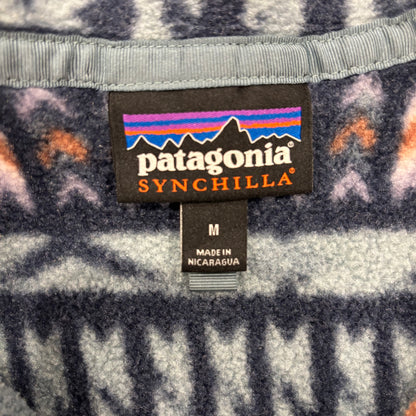 patagonia®
SYNCHILLA®
M
MADE IN
NICARAGUA